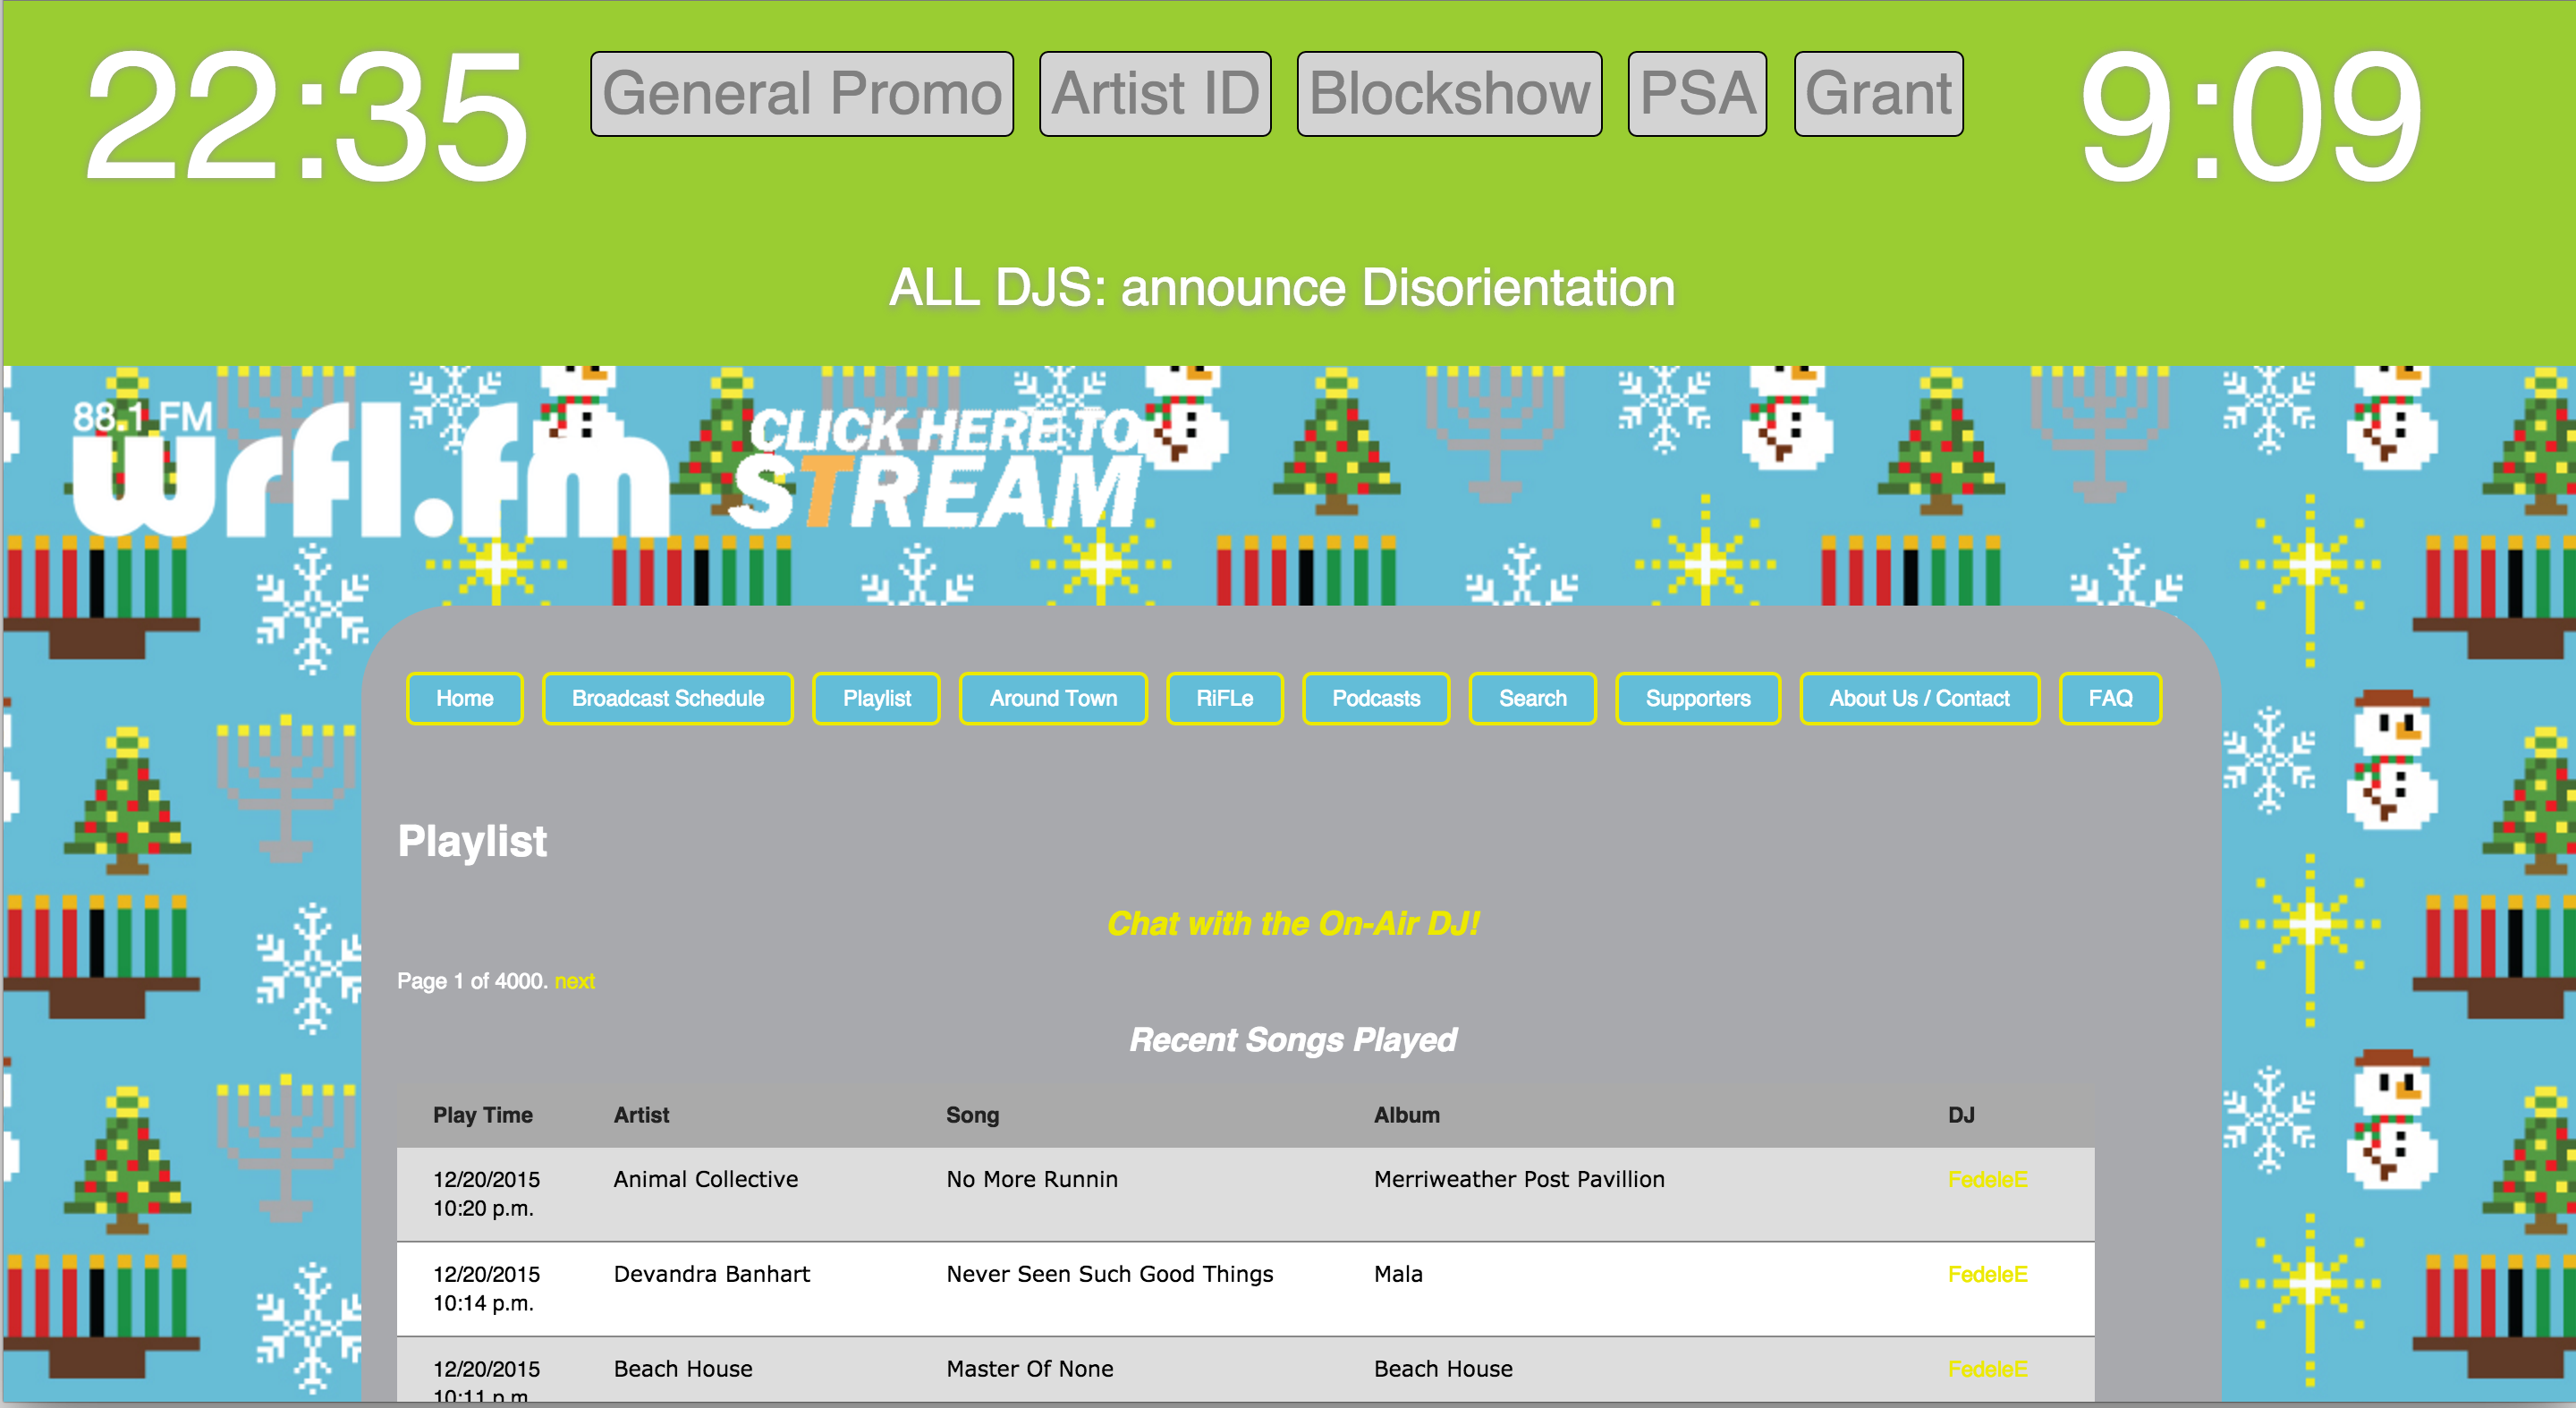 22:35 General Promo Artist ID Blockshow PSA Grant 9:09
ALL DJS: announce Disorientation
88.1 FM
wrfl.fm
CLICK HERE TO
STREAM
Home Broadcast Schedule Playlist Around Town RiFLe Podcasts Search Supporters About Us / Contact FAQ
Playlist
Chat with the On-Air DJ!
Page 1 of 4000. next
Recent Songs Played
Play Time Artist Song Album DJ
12/20/2015 Animal Collective No More Runnin Merriweather Post Pavillion FedeleE
10:20 p.m.
12/20/2015 Devandra Banhart Never Seen Such Good Things Mala FedeleE
10:14 p.m.
12/20/2015 Beach House Master Of None Beach House FedeleE
10:11 p.m.